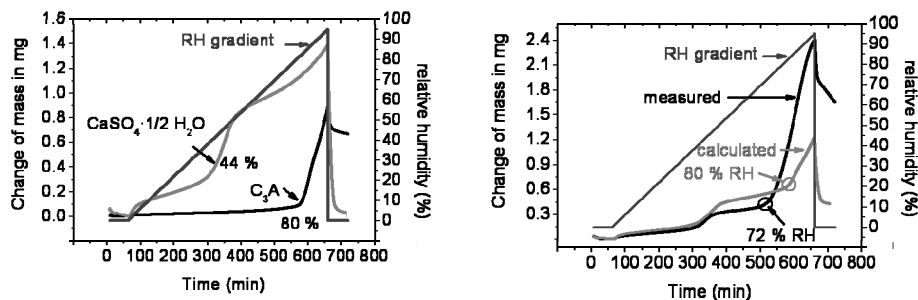 1.6
1.4
1.2
1.0
0.8
0.6
0.4
0.2
0.0
Change of mass in mg
RH gradient
CaSO₄·1/2 H₂O
44 %
C₃A
80 %
100
90
80
70
60
50
40
30
20
10
0
relative humidity (%)
0 100 200 300 400 500 600 700 800
Time (min)
2.4
2.1
1.8
1.5
1.2
0.9
0.6
0.3
Change of mass in mg
RH gradient
measured
calculated
80 % RH
72 % RH
100
90
80
70
60
50
40
30
20
10
0
relative humidity (%)
0 100 200 300 400 500 600 700 800
Time (min)